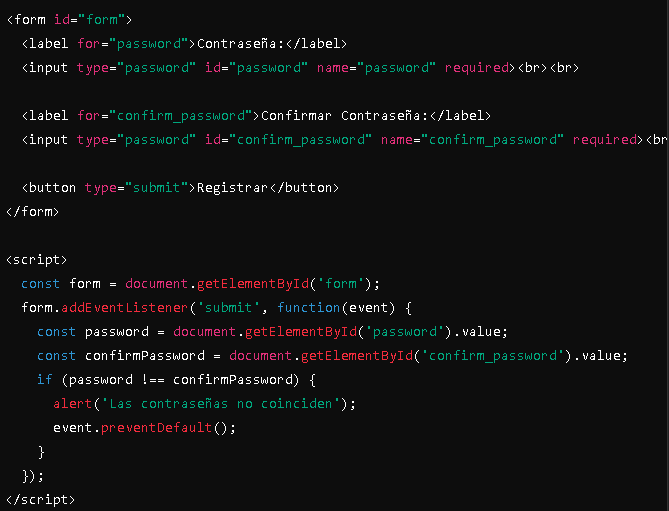 <form id="form">
<label for="password">Contraseña:</label>
<input type="password" id="password" name="password" required><br><br>
<label for="confirm_password">Confirmar Contraseña:</label>
<input type="password" id="confirm_password" name="confirm_password" required><br
<button type="submit">Registrar</button>
</form>
<script>
const form = document.getElementById('form');
form.addEventListener('submit', function(event) {
const password = document.getElementById('password').value;
const confirmPassword = document.getElementById('confirm_password').value;
if (password !== confirmPassword) {
alert('Las contraseñas no coinciden');
event.preventDefault();
}
});
</script>